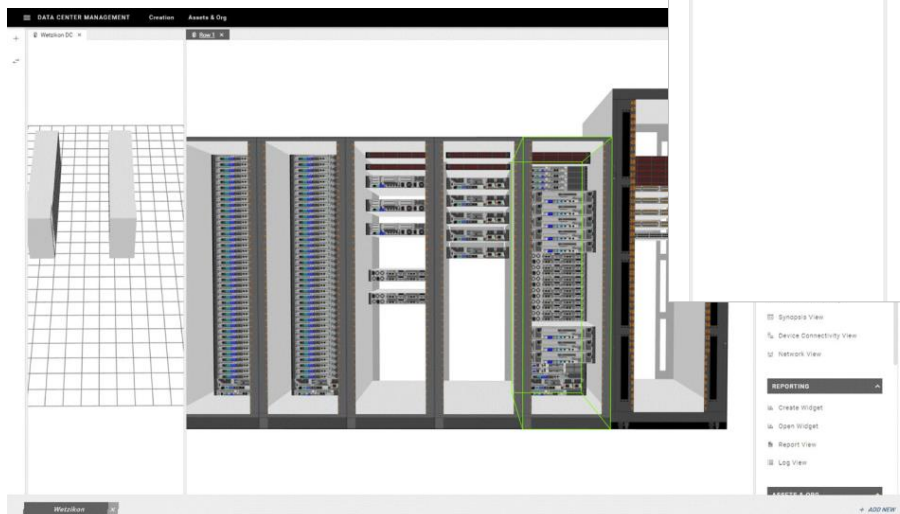 DATA CENTER MANAGEMENT Creation Assets & Org
Wetzikon DC ×
Row 1 ×
Synopsis View
Device Connectivity View
Network View
REPORTING
Create Widget
Open Widget
Report View
Log View
ASSETS & ORG
Wetzikon ×
+ ADD NEW